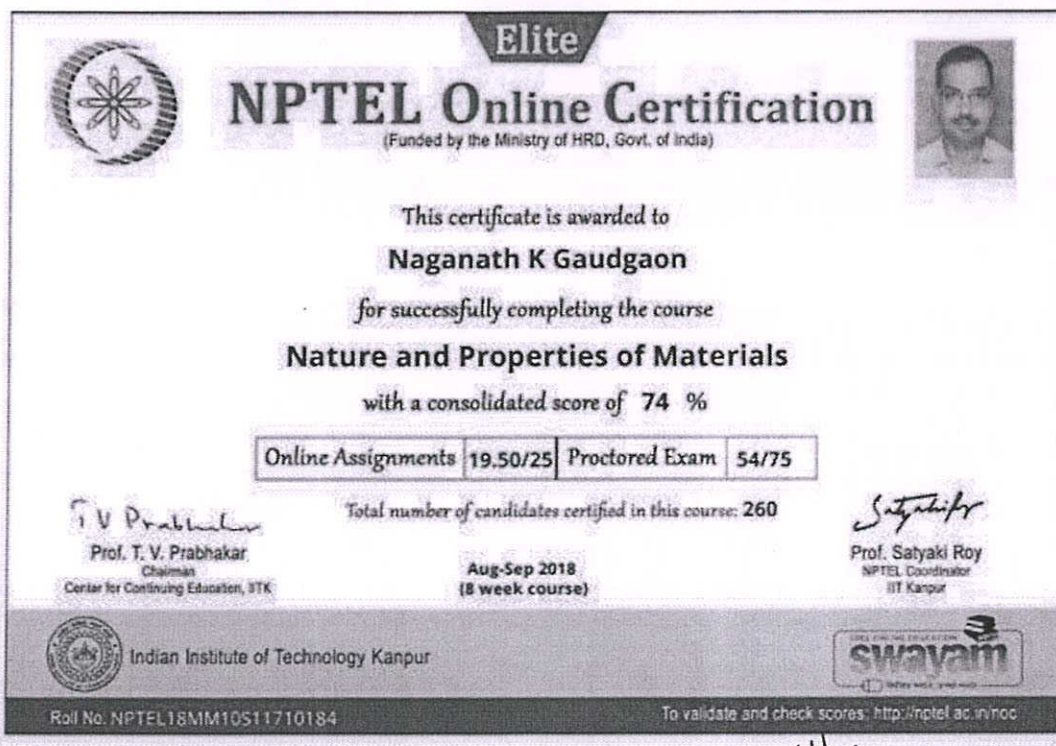 Elite
NPTEL Online Certification
(Funded by the Ministry of HRD, Govt. of India)
This certificate is awarded to
Naganath K Gaudgaon
for successfully completing the course
Nature and Properties of Materials
with a consolidated score of 74 %
Online Assignments 19.50/25 Proctored Exam 54/75
Total number of candidates certified in this course: 260
T V Prabhakar
Prof. T. V. Prabhakar
Chairman
Center for Continuing Education, IITK
Aug-Sep 2018
(8 week course)
Prof. Satyaki Roy
NPTEL Coordinator
IIT Kanpur
Indian Institute of Technology Kanpur
FREE ONLINE EDUCATION
swayam
Roll No. NPTEL18MM10S11710184
To validate and check scores: http://nptel.ac.in/noc